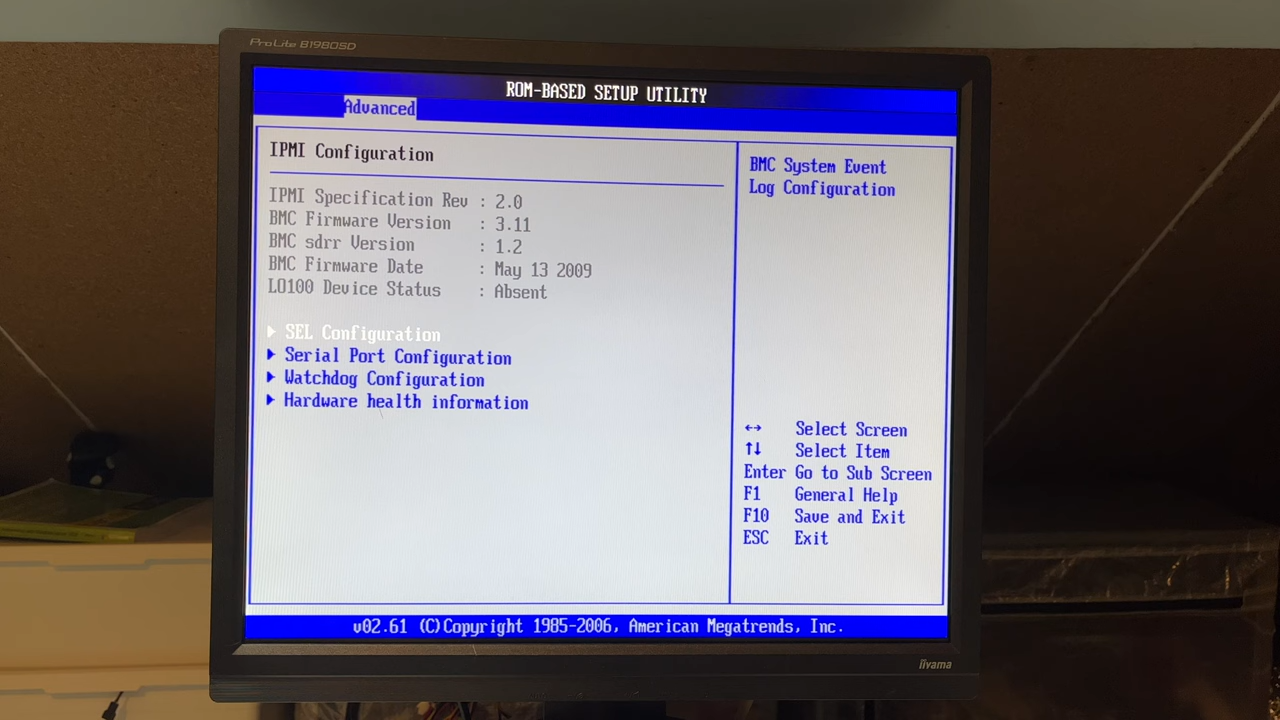 ProLite B1980SD
ROM-BASED SETUP UTILITY
Advanced
IPMI Configuration
IPMI Specification Rev : 2.0
BMC Firmware Version : 3.11
BMC sdrr Version : 1.2
BMC Firmware Date : May 13 2009
LO100 Device Status : Absent
SEL Configuration
Serial Port Configuration
Watchdog Configuration
Hardware health information
BMC System Event
Log Configuration
↔ Select Screen
↑↓ Select Item
Enter Go to Sub Screen
F1 General Help
F10 Save and Exit
ESC Exit
v02.61 (C)Copyright 1985-2006, American Megatrends, Inc.
iiyama